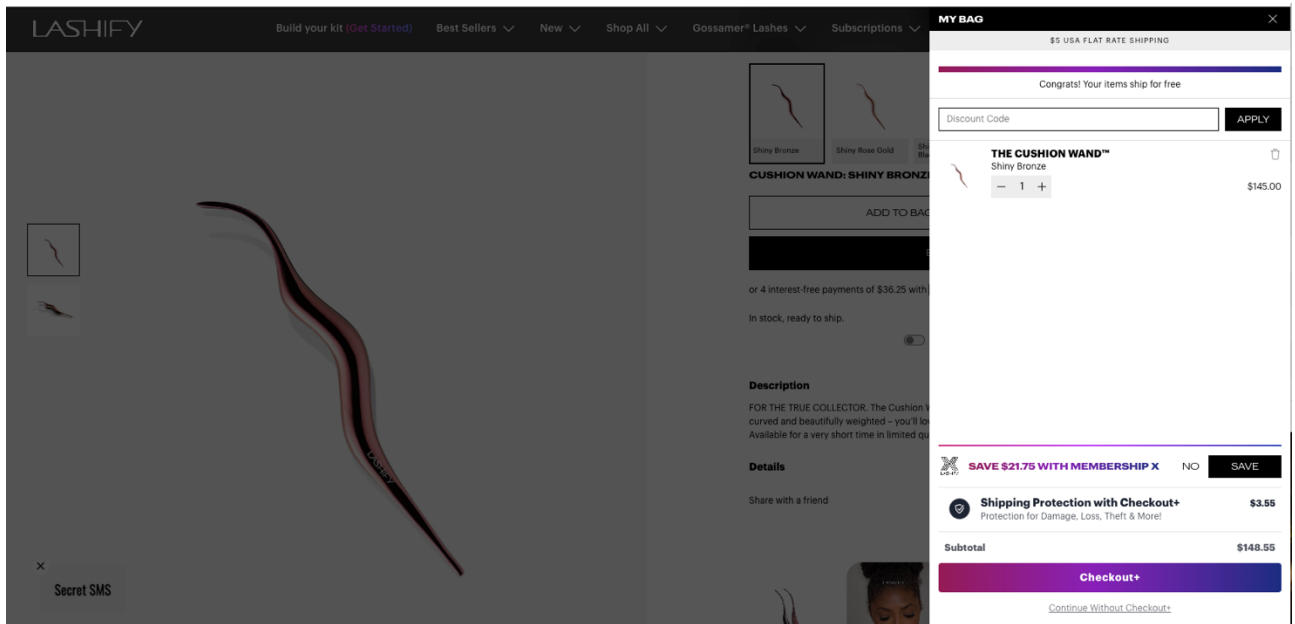 LASHIFY
Build your kit (Get Started) Best Sellers New Shop All Gossamer® Lashes Subscriptions
Shiny Bronze
Shiny Rose Gold
CUSHION WAND: SHINY BRONZ
ADD TO BAG
or 4 interest-free payments of $36.25 with
In stock, ready to ship.
Description
FOR THE TRUE COLLECTOR. The Cushion W
curved and beautifully weighted – you'll lo
Available for a very short time in limited qu
Details
Share with a friend
LASHIFY
Secret SMS
MY BAG
$5 USA FLAT RATE SHIPPING
Congrats! Your items ship for free
Discount Code
APPLY
THE CUSHION WAND™
Shiny Bronze
1
$145.00
SAVE $21.75 WITH MEMBERSHIP X NO SAVE
Shipping Protection with Checkout+ $3.55
Protection for Damage, Loss, Theft & More!
Subtotal $148.55
Checkout+
Continue Without Checkout+